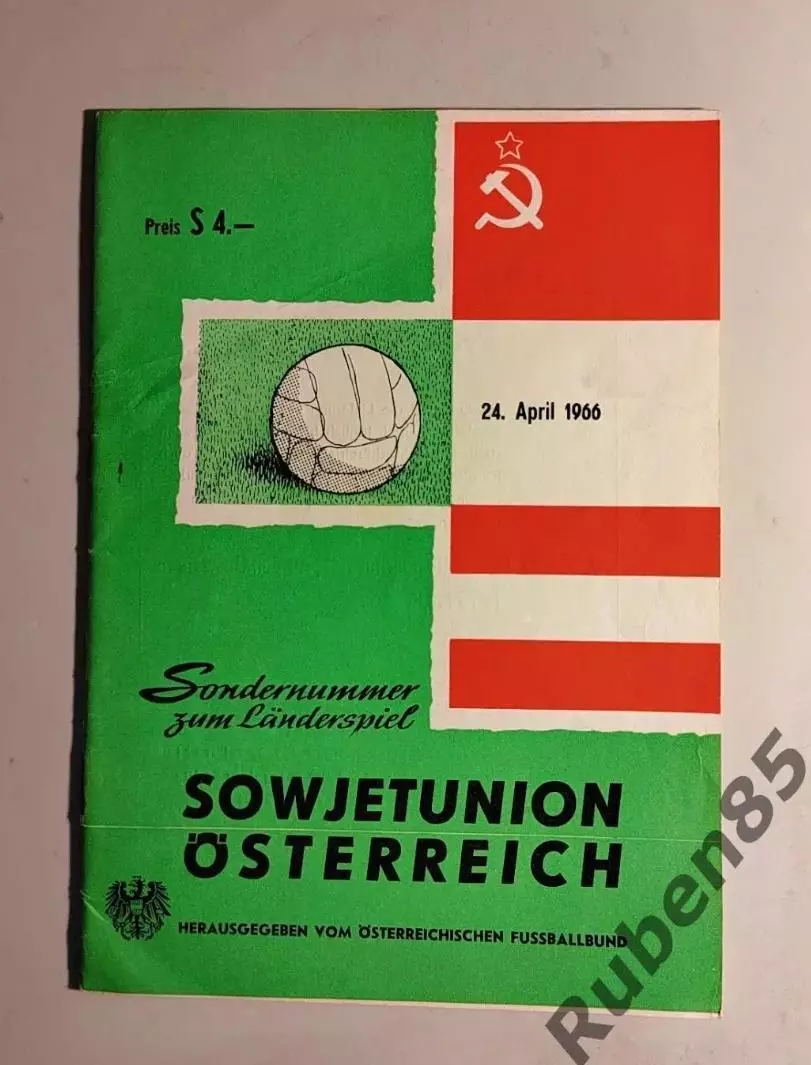 Preis S 4.—
24. April 1966
Sondernummer
zum Länderspiel
SOWJETUNION
ÖSTERREICH
HERAUSGEGEBEN VOM ÖSTERREICHISCHEN FUSSBALLBUND
Ruben85